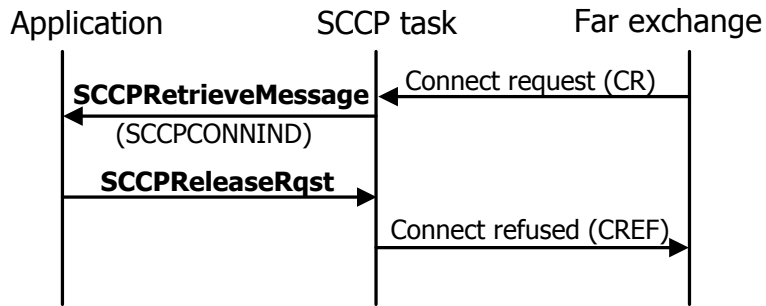 Application SCCP task Far exchange
Connect request (CR)
SCCPRetrieveMessage
(SCCPCONNIND)
SCCPReleaseRqst
Connect refused (CREF)